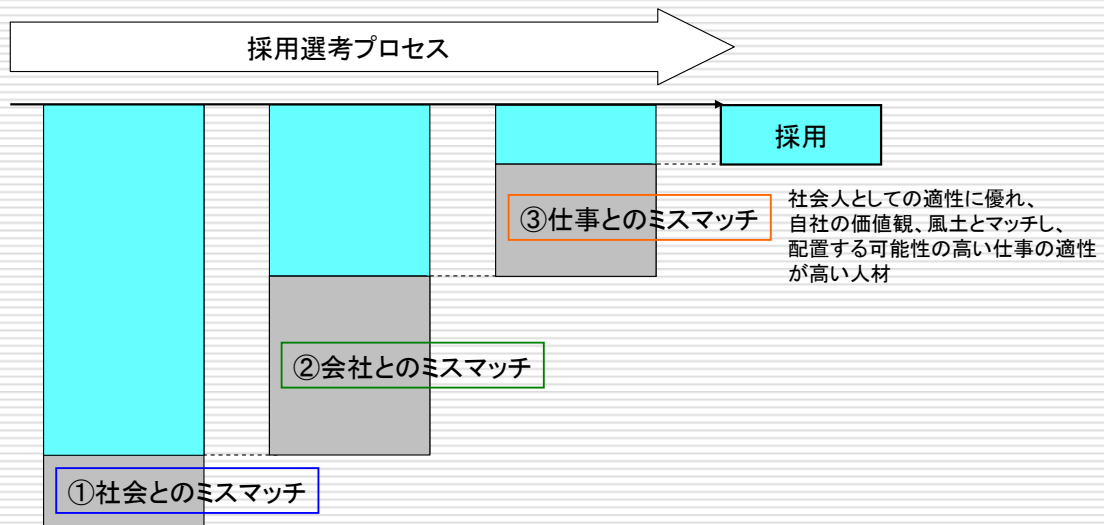 採用選考プロセス
採用
③仕事とのミスマッチ
社会人としての適性に優れ、
自社の価値観、風土とマッチし、
配置する可能性の高い仕事の適性
が高い人材
②会社とのミスマッチ
①社会とのミスマッチ